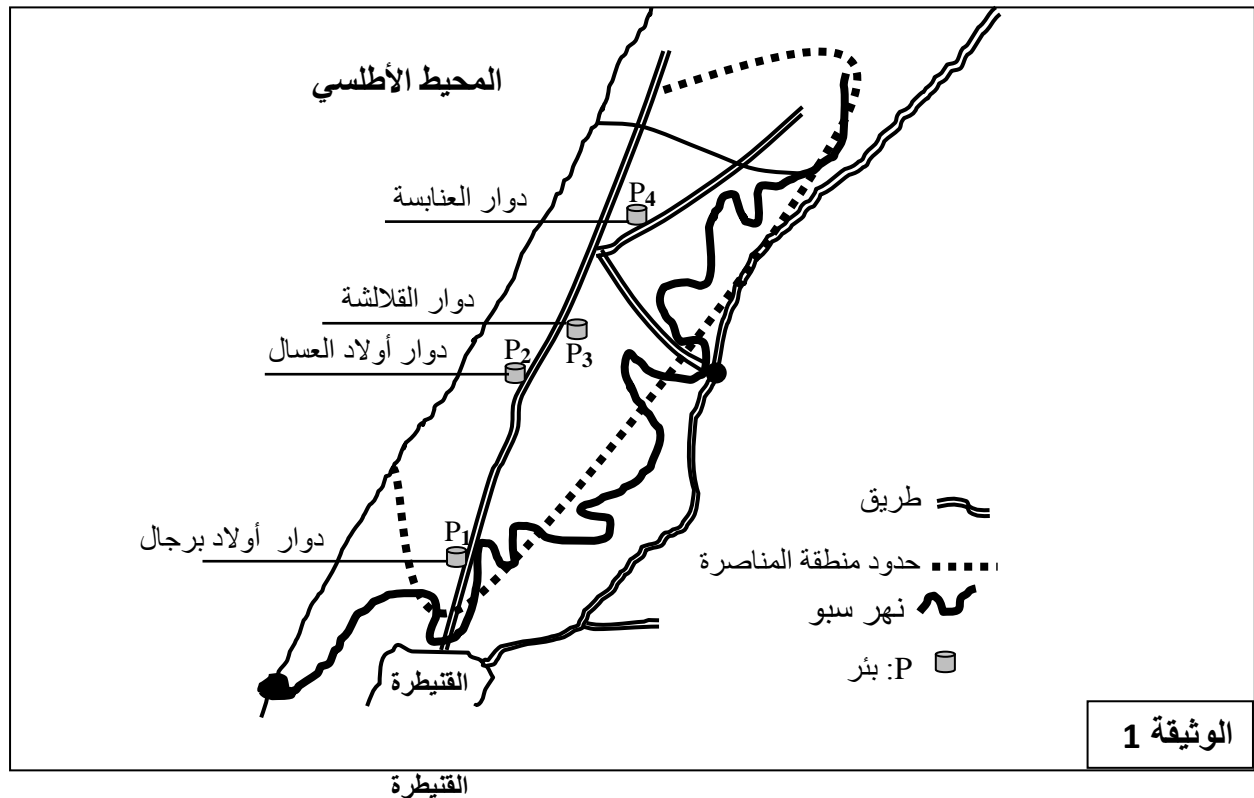 المحيط الأطلسي
دوار العنابسة
P4
دوار القلالشة
P3
دوار أولاد العسال
P2
دوار أولاد برجال
P1
طريق
حدود منطقة المناصرة
نهر سبو
P: بئر
القنيطرة
الوثيقة 1
القنيطرة